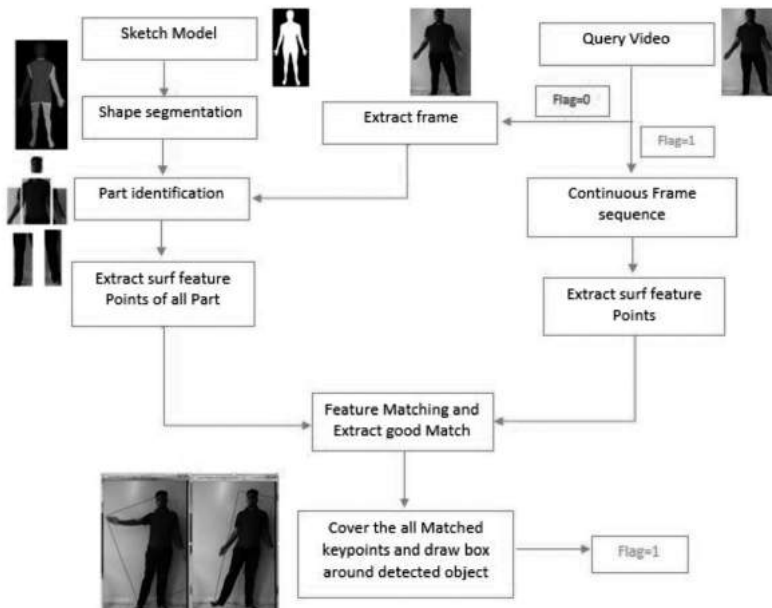 Sketch Model
Query Video
Flag=0
Shape segmentation
Extract frame
Flag=1
Part identification
Continuous Frame
sequence
Extract surf feature
Points of all Part
Extract surf feature
Points
Feature Matching and
Extract good Match
Cover the all Matched
keypoints and draw box
around detected object
Flag=1